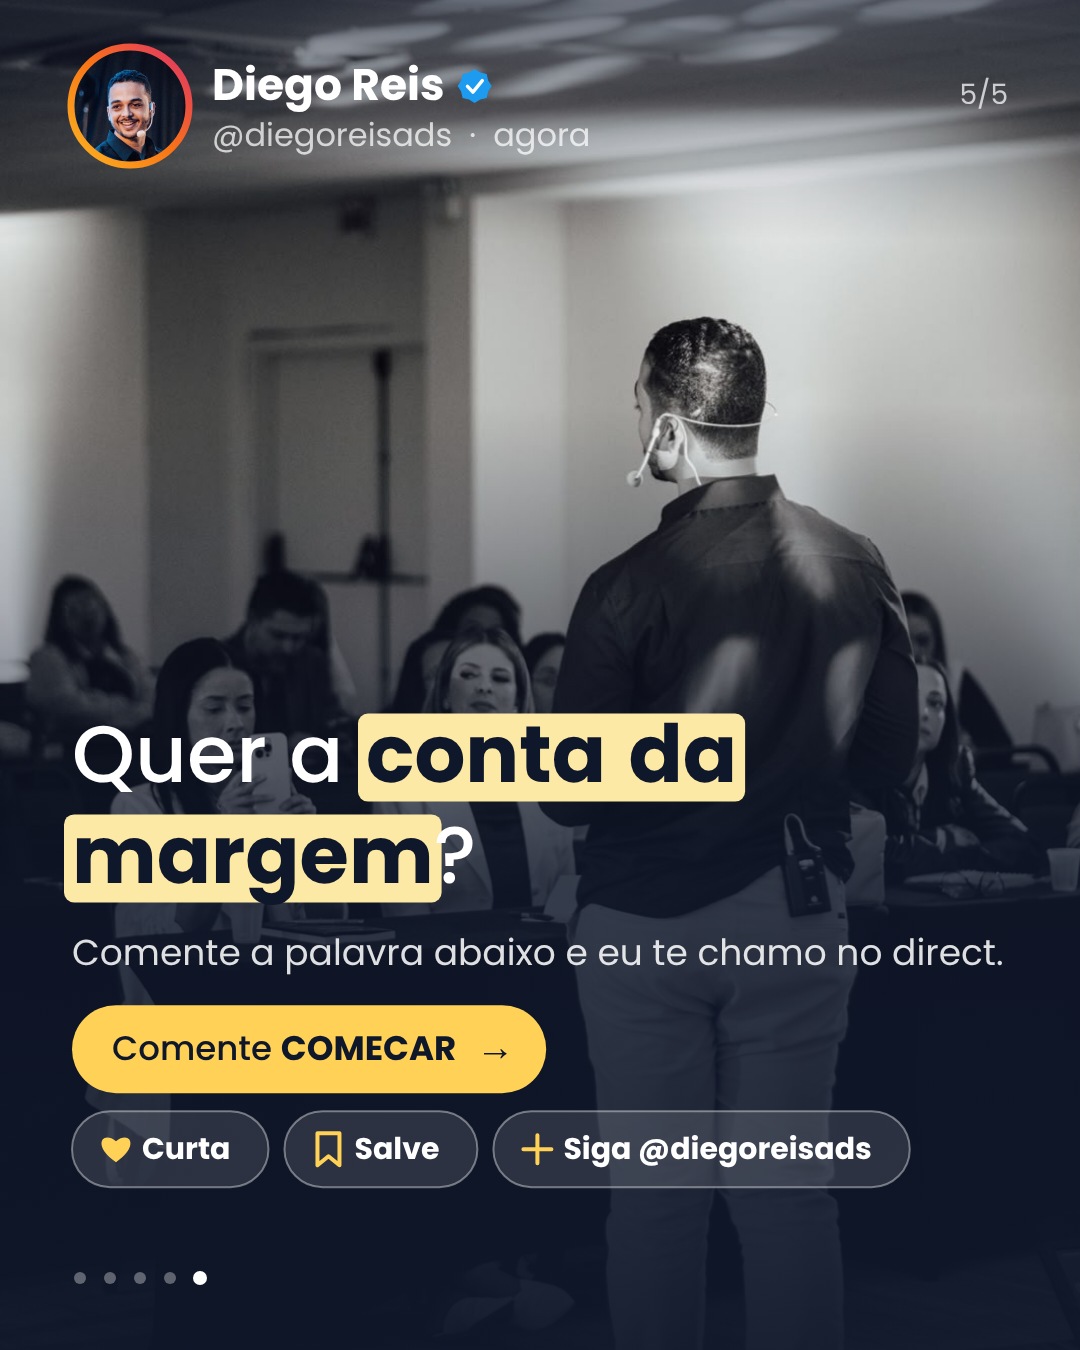 Diego Reis
@diegoreisads · agora
5/5
Quer a conta da
margem?
Comente a palavra abaixo e eu te chamo no direct.
Comente COMECAR →
Curta
Salve
Siga @diegoreisads